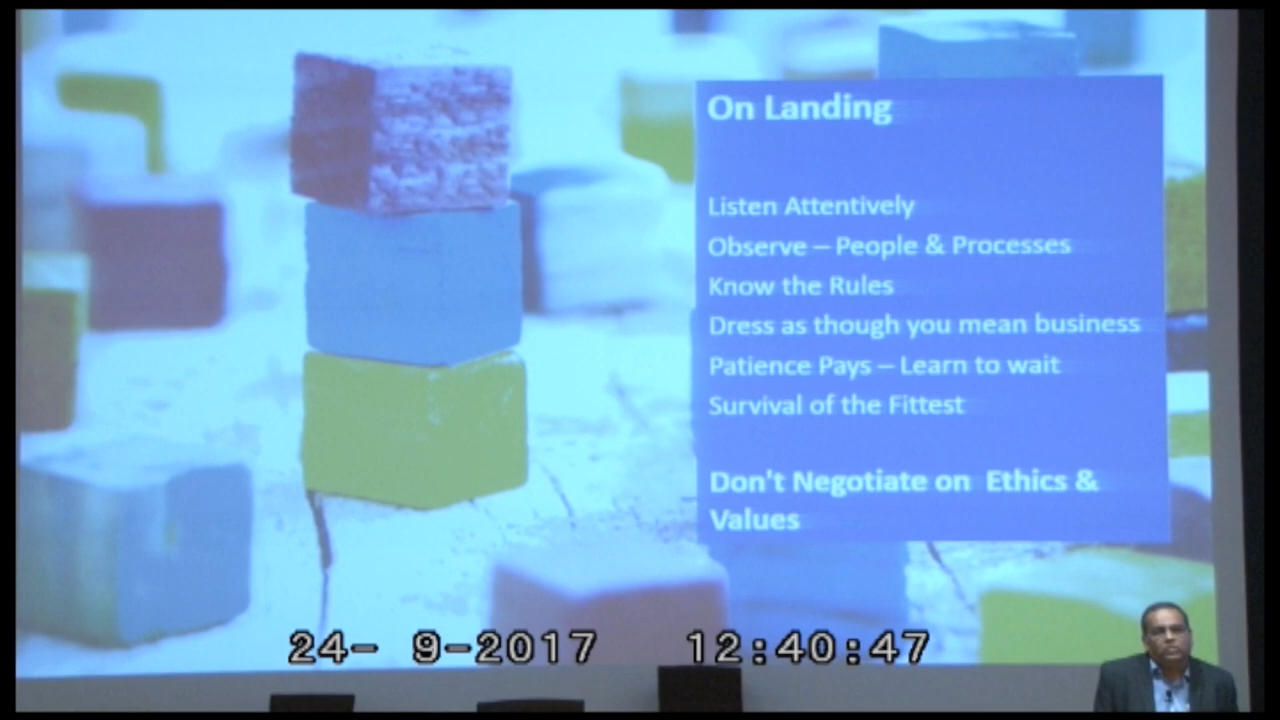 On Landing
Listen Attentively
Observe – People & Processes
Know the Rules
Dress as though you mean business
Patience Pays – Learn to wait
Survival of the Fittest
Don't Negotiate on Ethics &
Values
24- 9-2017 12:40:47